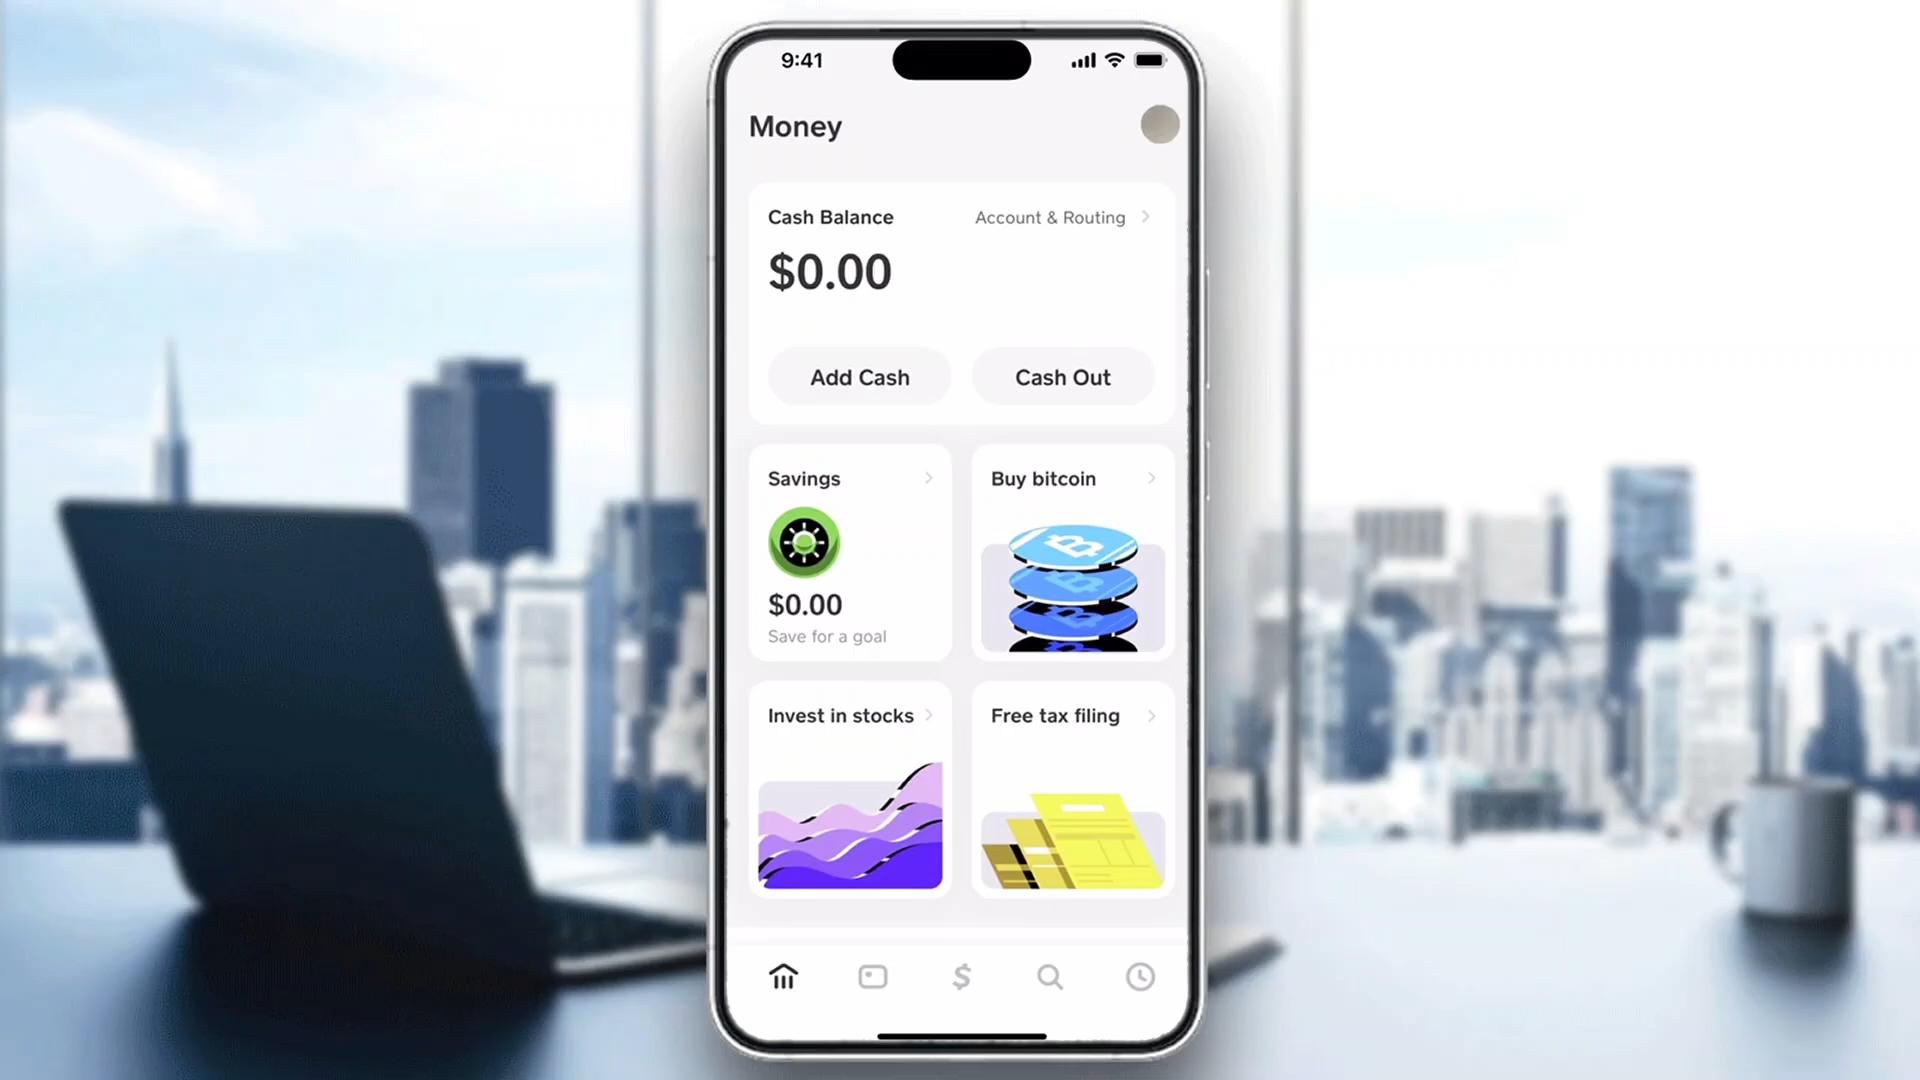 9:41
Money
Cash Balance
Account & Routing
$0.00
Add Cash
Cash Out
Savings
Buy bitcoin
$0.00
Save for a goal
Invest in stocks
Free tax filing